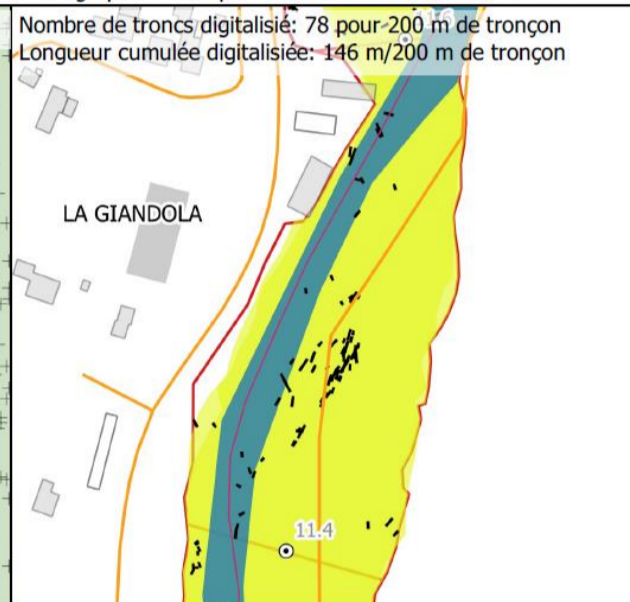 Nombre de troncs digitalisié: 78 pour 200 m de tronçon
Longueur cumulée digitalisiée: 146 m/200 m de tronçon
LA GIANDOLA
11.4